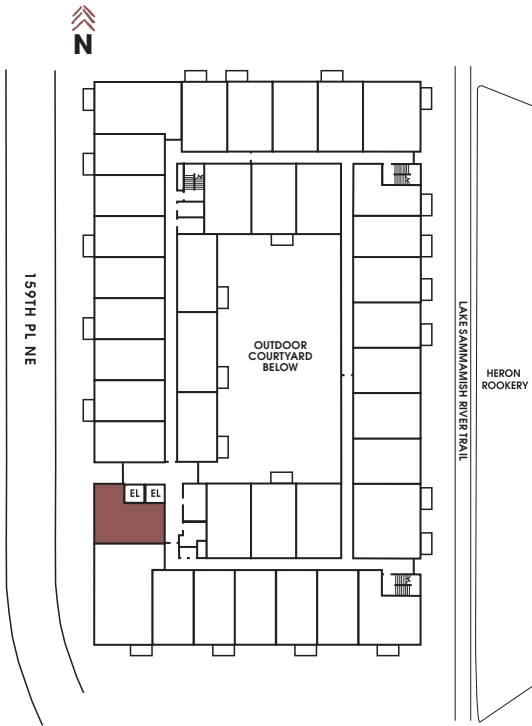 N
159TH PL NE
OUTDOOR
COURTYARD
BELOW
LAKE SAMMAMISH RIVER TRAIL
HERON
ROOKERY
EL
EL